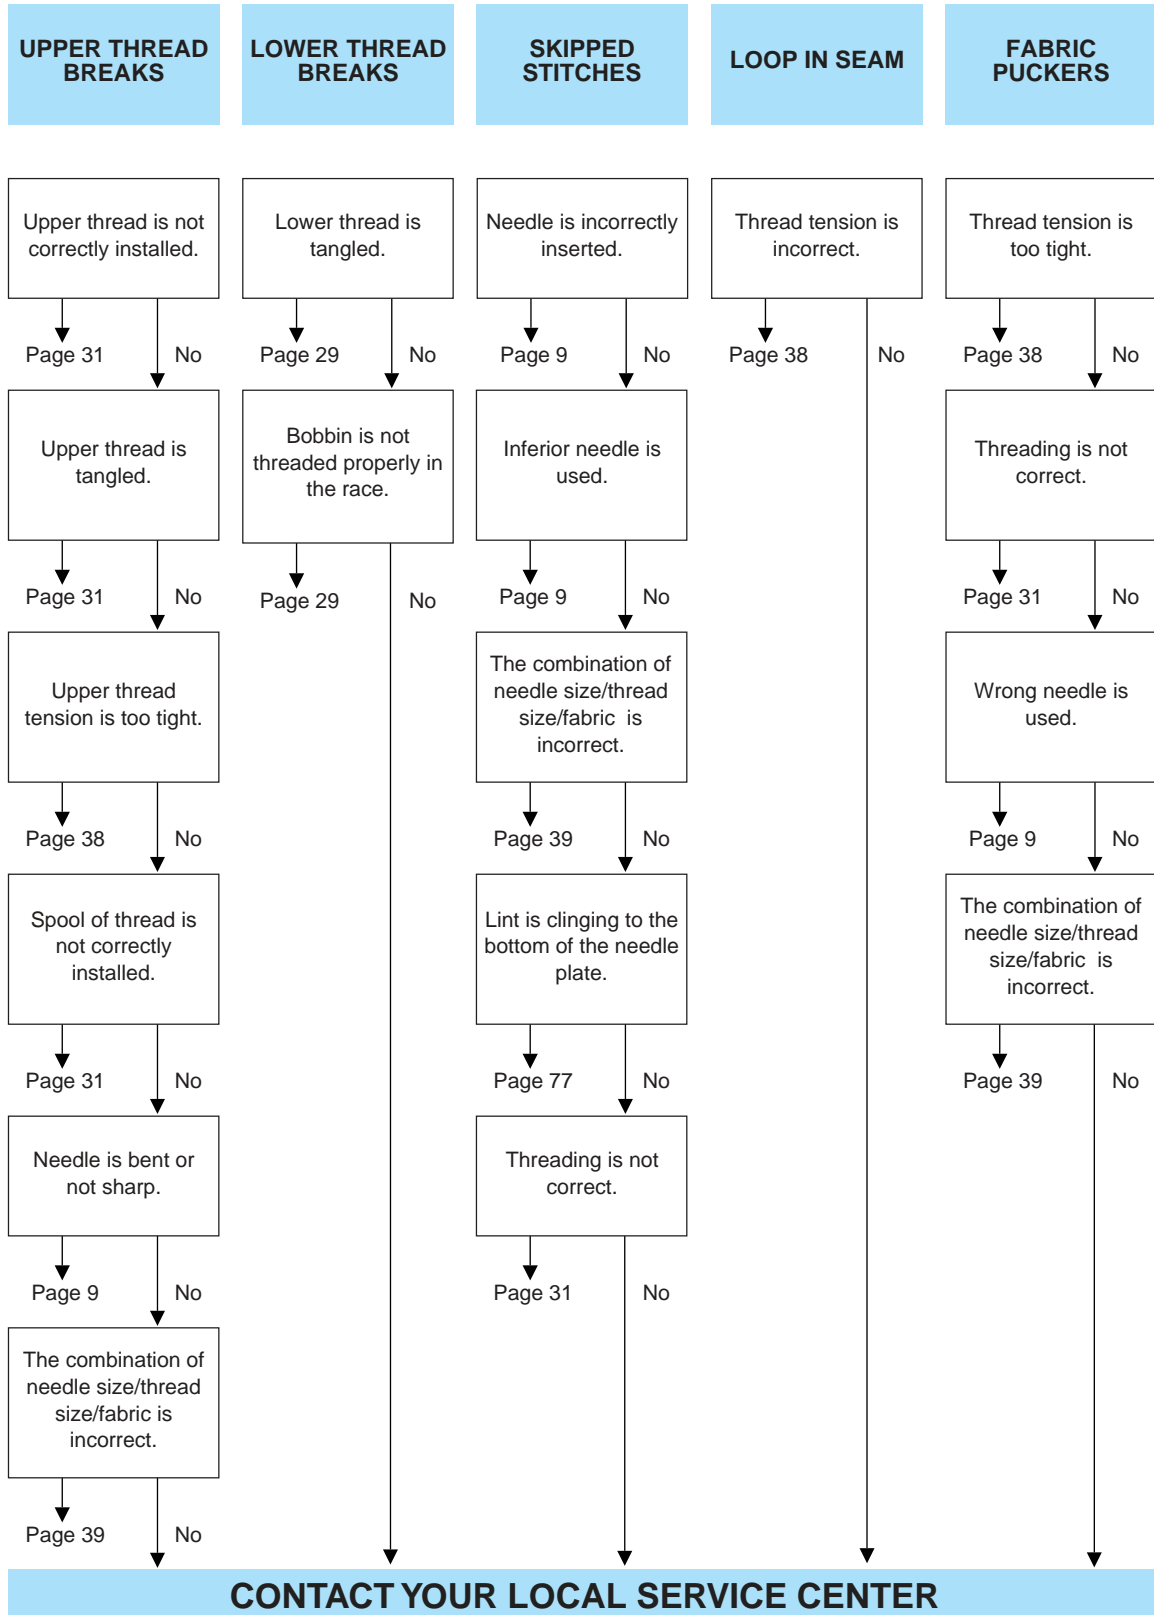 UPPER THREAD
BREAKS
LOWER THREAD
BREAKS
SKIPPED
STITCHES
LOOP IN SEAM
FABRIC
PUCKERS
Upper thread is not
correctly installed.
Page 31
No
Upper thread is
tangled.
Page 31
No
Upper thread
tension is too tight.
Page 38
No
Spool of thread is
not correctly
installed.
Page 31
No
Needle is bent or
not sharp.
Page 9
No
The combination of
needle size/thread
size/fabric is
incorrect.
Page 39
No
Lower thread is
tangled.
Page 29
No
Bobbin is not
threaded properly in
the race.
Page 29
No
Needle is incorrectly
inserted.
Page 9
No
Inferior needle is
used.
Page 9
No
The combination of
needle size/thread
size/fabric is
incorrect.
Page 39
No
Lint is clinging to the
bottom of the needle
plate.
Page 77
No
Threading is not
correct.
Page 31
No
Thread tension is
incorrect.
Page 38
No
Thread tension is
too tight.
Page 38
No
Threading is not
correct.
Page 31
No
Wrong needle is
used.
Page 9
No
The combination of
needle size/thread
size/fabric is
incorrect.
Page 39
No
CONTACT YOUR LOCAL SERVICE CENTER